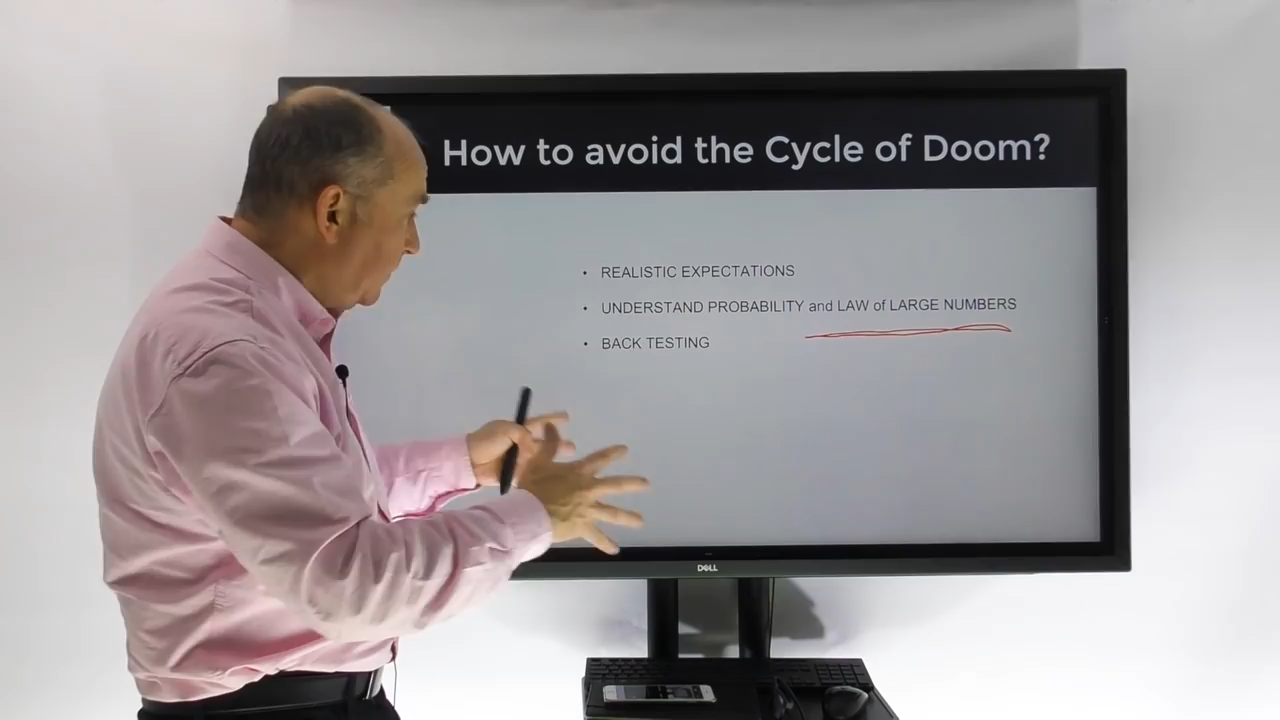 How to avoid the Cycle of Doom?
• REALISTIC EXPECTATIONS
• UNDERSTAND PROBABILITY and LAW of LARGE NUMBERS
• BACK TESTING
DELL